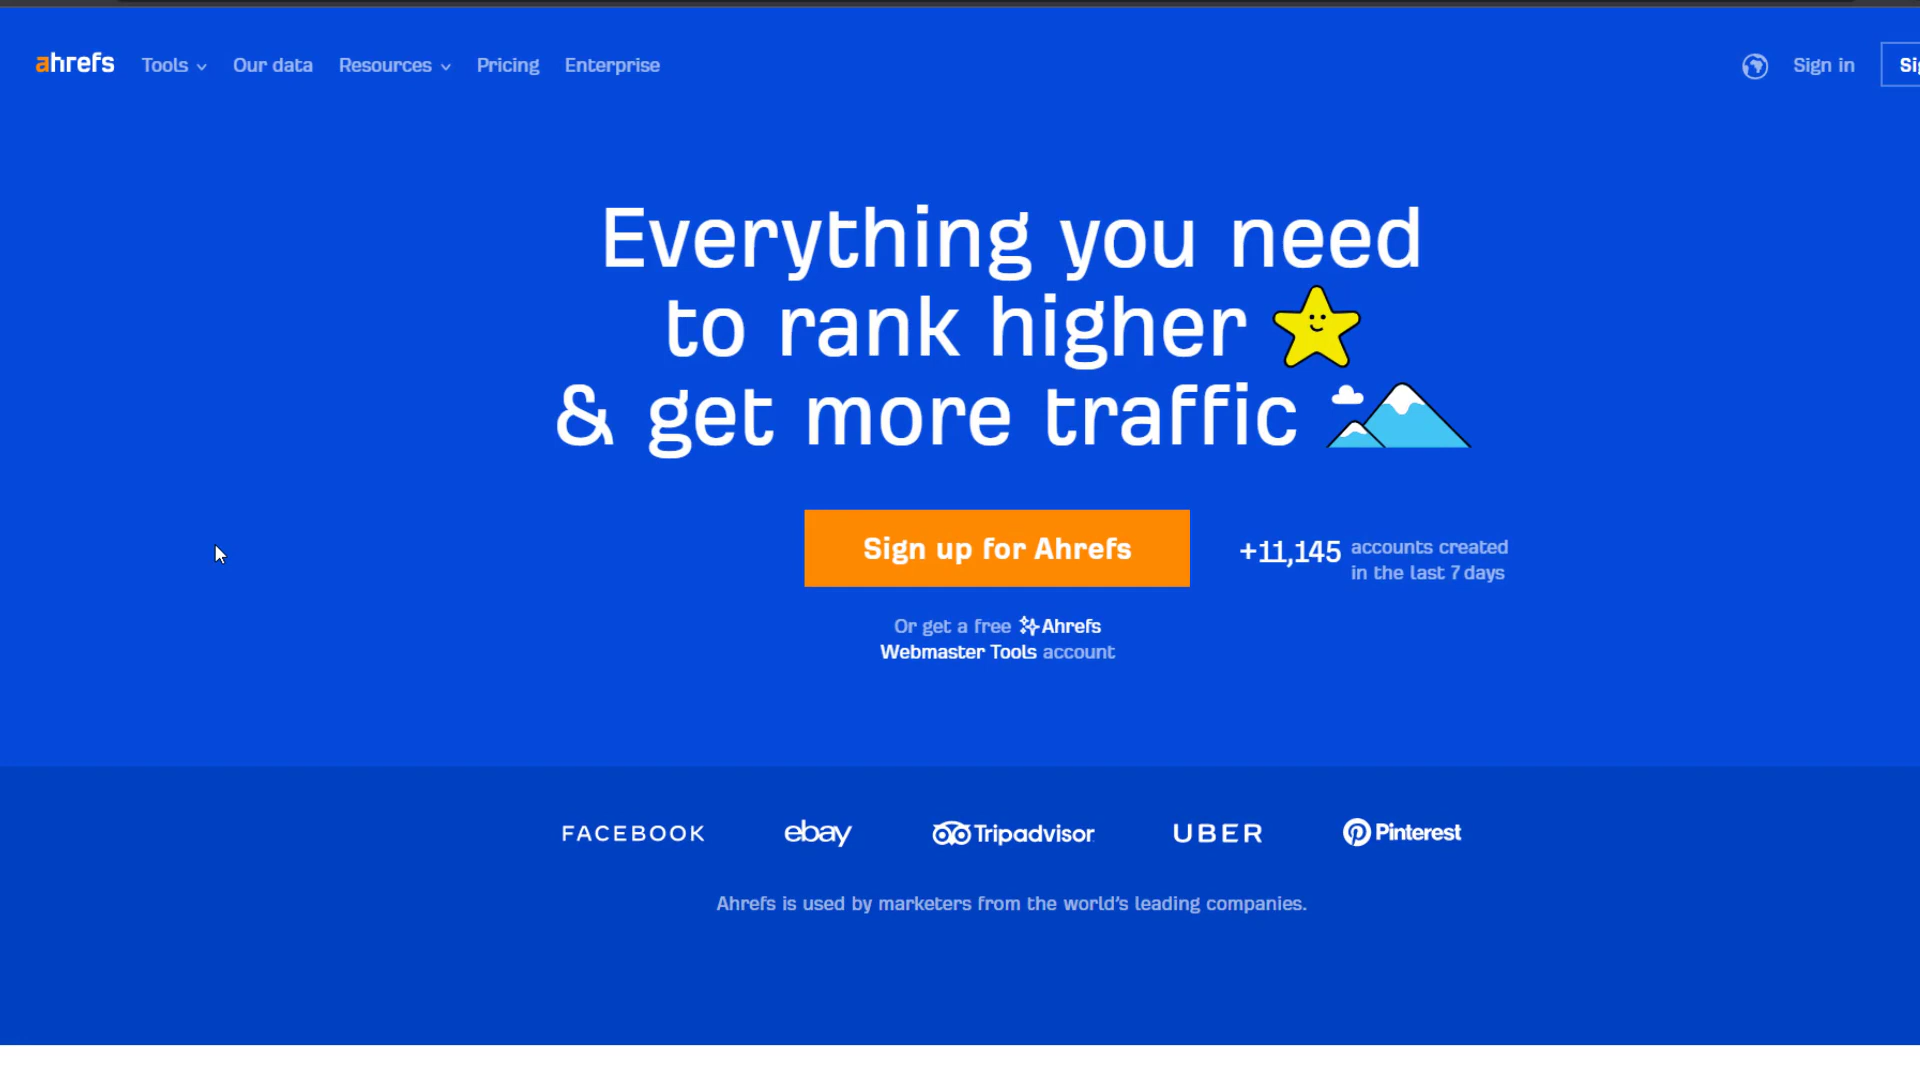 ahrefs Tools Our data Resources Pricing Enterprise Sign in
Everything you need
to rank higher
& get more traffic
Sign up for Ahrefs
+11,145 accounts created
in the last 7 days
Or get a free Ahrefs
Webmaster Tools account
FACEBOOK ebay Tripadvisor UBER Pinterest
Ahrefs is used by marketers from the world's leading companies.